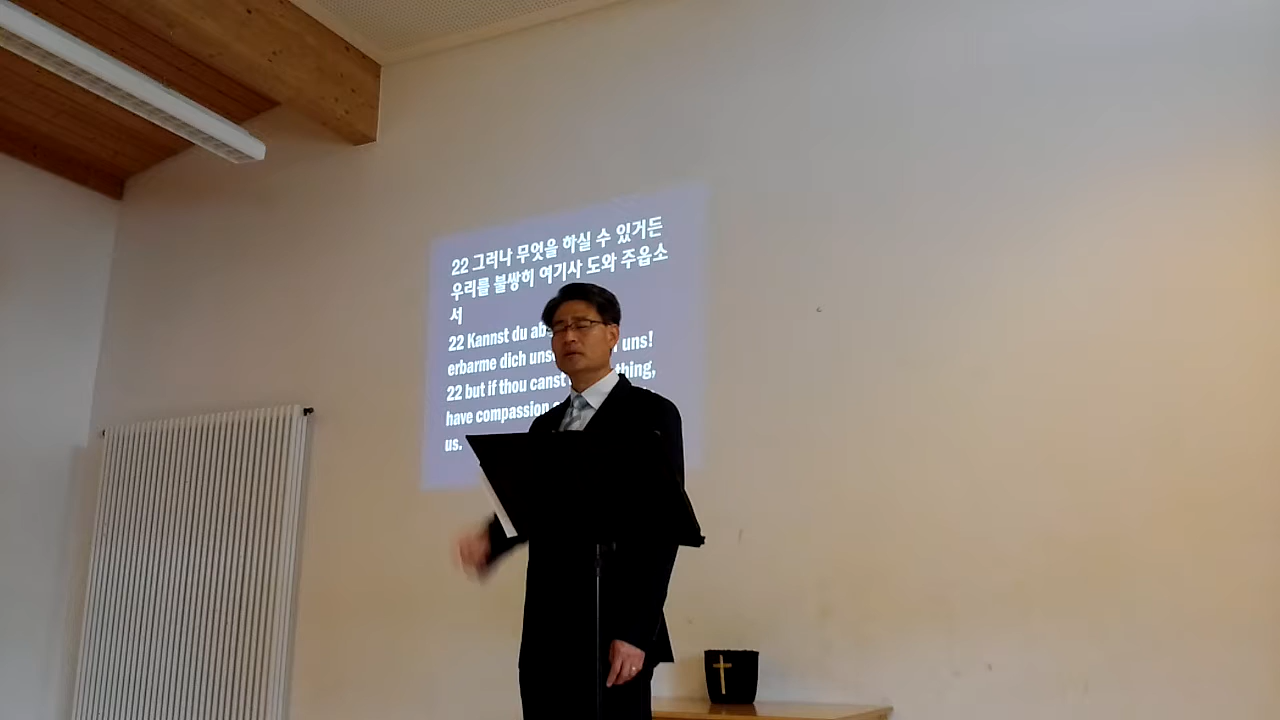 22 그러나 무엇을 하실 수 있거든
우리를 불쌍히 여기사 도와 주옵소
서
22 Kannst du
erbarme dich uns!
22 but if thou canst
have compassion
us.